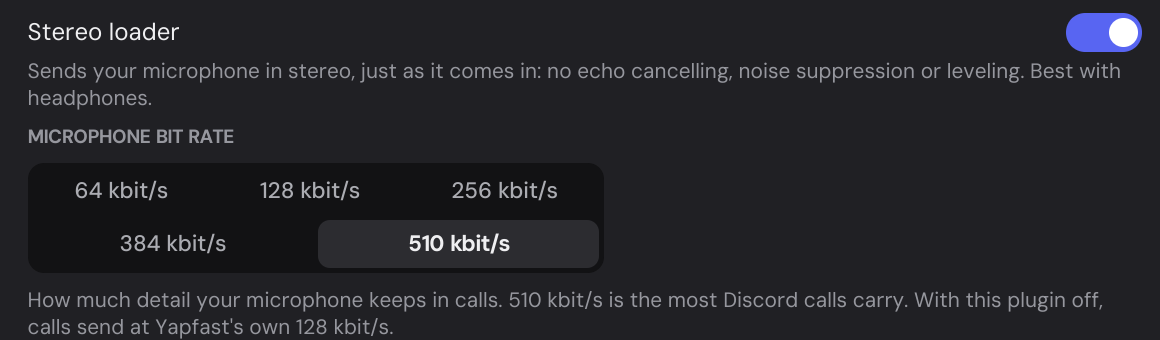 Stereo loader
Sends your microphone in stereo, just as it comes in: no echo cancelling, noise suppression or leveling. Best with
headphones.
MICROPHONE BIT RATE
64 kbit/s 128 kbit/s 256 kbit/s
384 kbit/s 510 kbit/s
How much detail your microphone keeps in calls. 510 kbit/s is the most Discord calls carry. With this plugin off,
calls send at Yapfast's own 128 kbit/s.